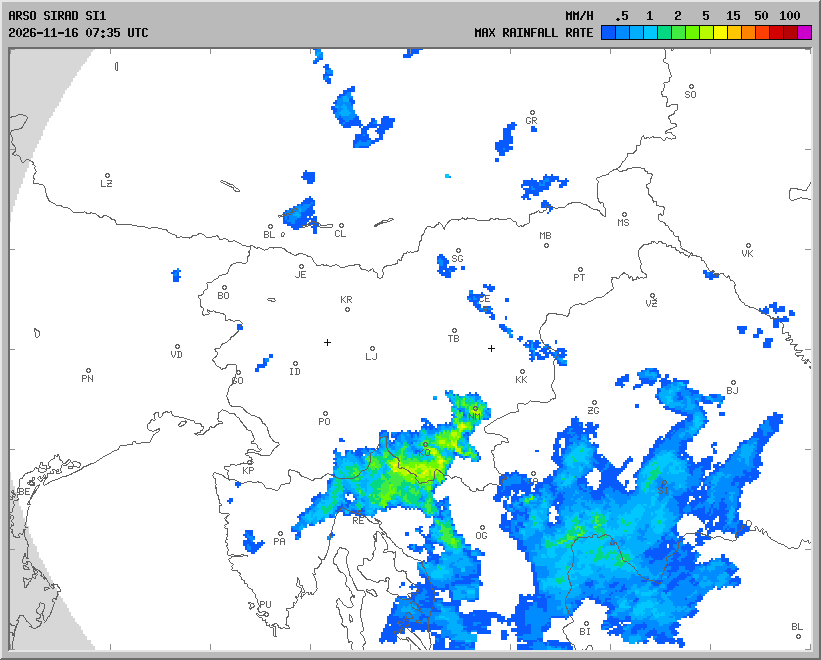 ARSO SIRAD SI1
MM/H .5 1 2 5 15 50 100
2026-11-16 07:35 UTC
MAX RAINFALL RATE
SO
GR
LZ
MS
BL
CL
MB
VK
SG
JE
PT
BO
KR
CE
VZ
TB
VD
LJ
ID
PN
GO
KK
BJ
ZG
PO
NM
KO
KP
BE
RE
OG
PA
PU
BI
BL